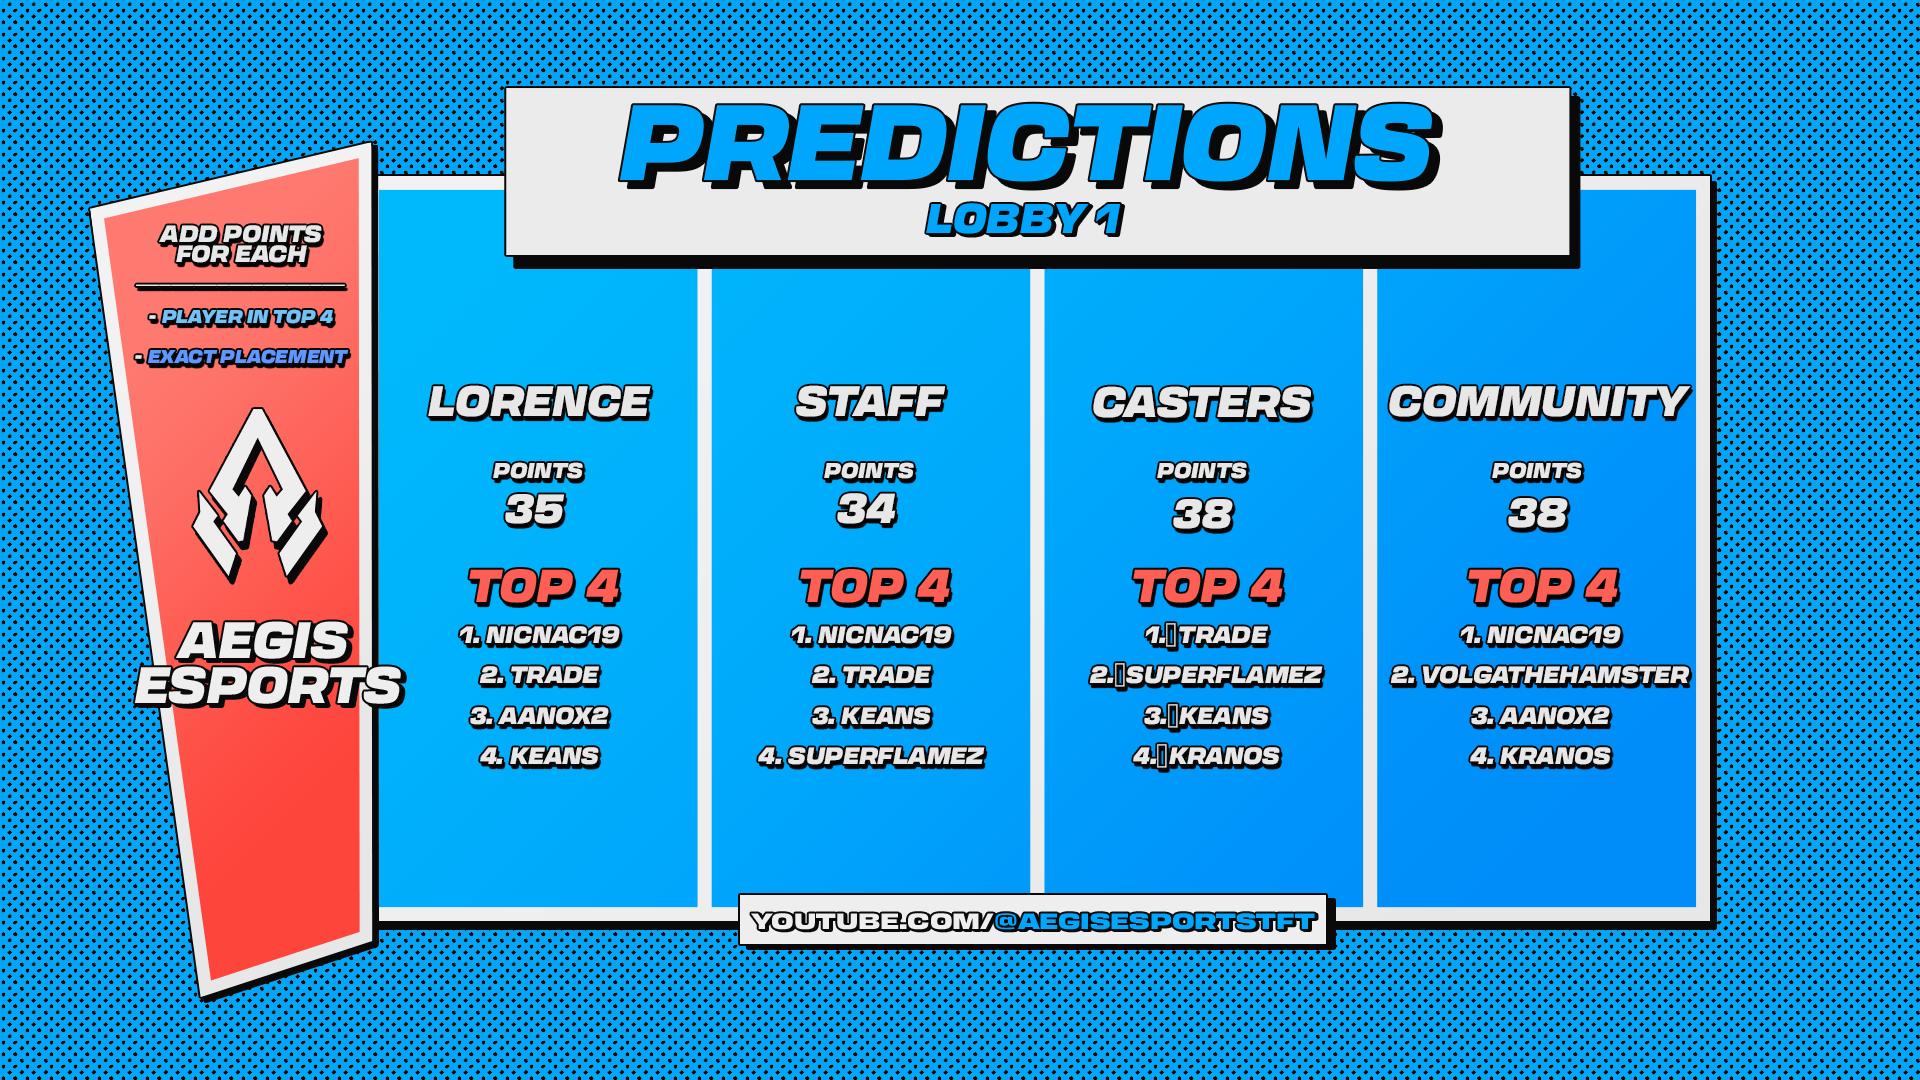 PREDICTIONS
LOBBY 1
ADD POINTS
FOR EACH
- PLAYER IN TOP 4
- EXACT PLACEMENT
AEGIS
ESPORTS
LORENCE
POINTS
35
TOP 4
1. NICNAC19
2. TRADE
3. AANOX2
4. KEANS
STAFF
POINTS
34
TOP 4
1. NICNAC19
2. TRADE
3. KEANS
4. SUPERFLAMEZ
CASTERS
POINTS
38
TOP 4
1. TRADE
2. SUPERFLAMEZ
3. KEANS
4. KRANOS
COMMUNITY
POINTS
38
TOP 4
1. NICNAC19
2. VOLGATHEHAMSTER
3. AANOX2
4. KRANOS
YOUTUBE.COM/@AEGISESPORTSTFT